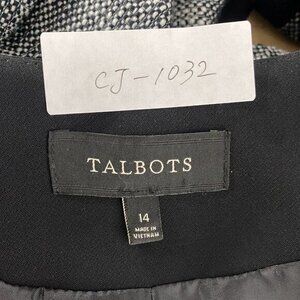 CJ-1032
TALBOTS
14
MADE IN
VIETNAM